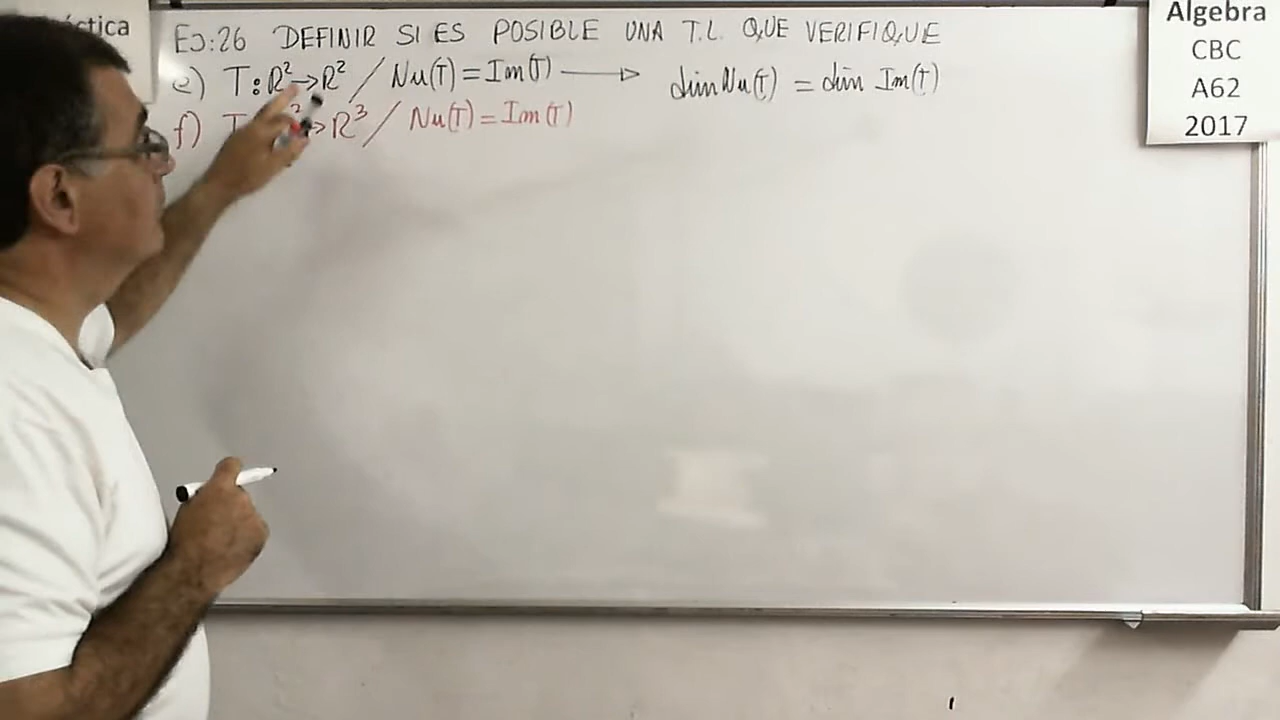 ctica
EJ:26 DEFINIR SI ES POSIBLE UNA T.L. QUE VERIFIQUE
e) T:R²→R² / Nu(T)=Im(T) → dim Nu(T) = dim Im(T)
f) R³ / Nu(T)=Im(T)
Algebra
CBC
A62
2017